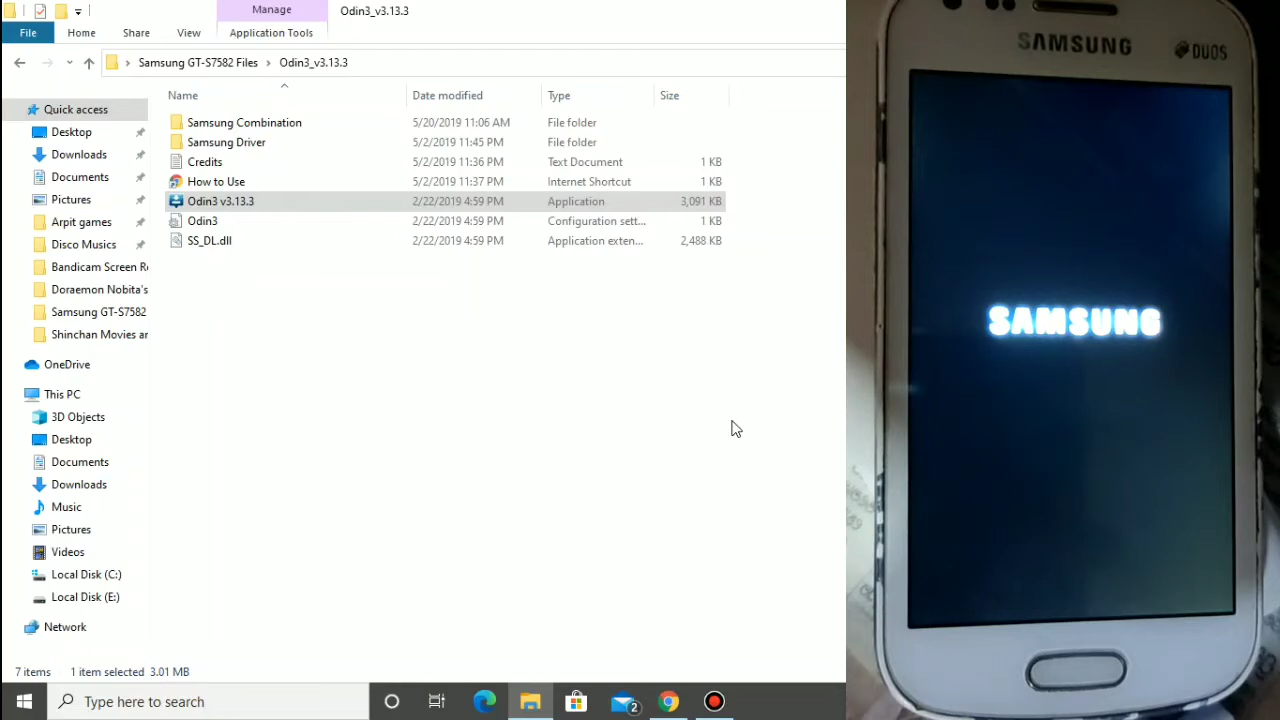 Manage
Odin3_v3.13.3
File
Home
Share
View
Application Tools
Samsung GT-S7582 Files
Odin3_v3.13.3
Name
Date modified
Type
Size
Samsung Combination
5/20/2019 11:06 AM
File folder
Samsung Driver
5/2/2019 11:45 PM
File folder
Credits
5/2/2019 11:36 PM
Text Document
1 KB
How to Use
5/2/2019 11:37 PM
Internet Shortcut
1 KB
Odin3 v3.13.3
2/22/2019 4:59 PM
Application
3,091 KB
Odin3
2/22/2019 4:59 PM
Configuration sett...
1 KB
SS_DL.dll
2/22/2019 4:59 PM
Application exten...
2,488 KB
Quick access
Desktop
Downloads
Documents
Pictures
Arpit games
Disco Musics
Bandicam Screen Re
Doraemon Nobita's
Samsung GT-S7582
Shinchan Movies ar
OneDrive
This PC
3D Objects
Desktop
Documents
Downloads
Music
Pictures
Videos
Local Disk (C:)
Local Disk (E:)
Network
7 items
1 item selected 3.01 MB
Type here to search
2
SAMSUNG
DUOS
SAMSUNG